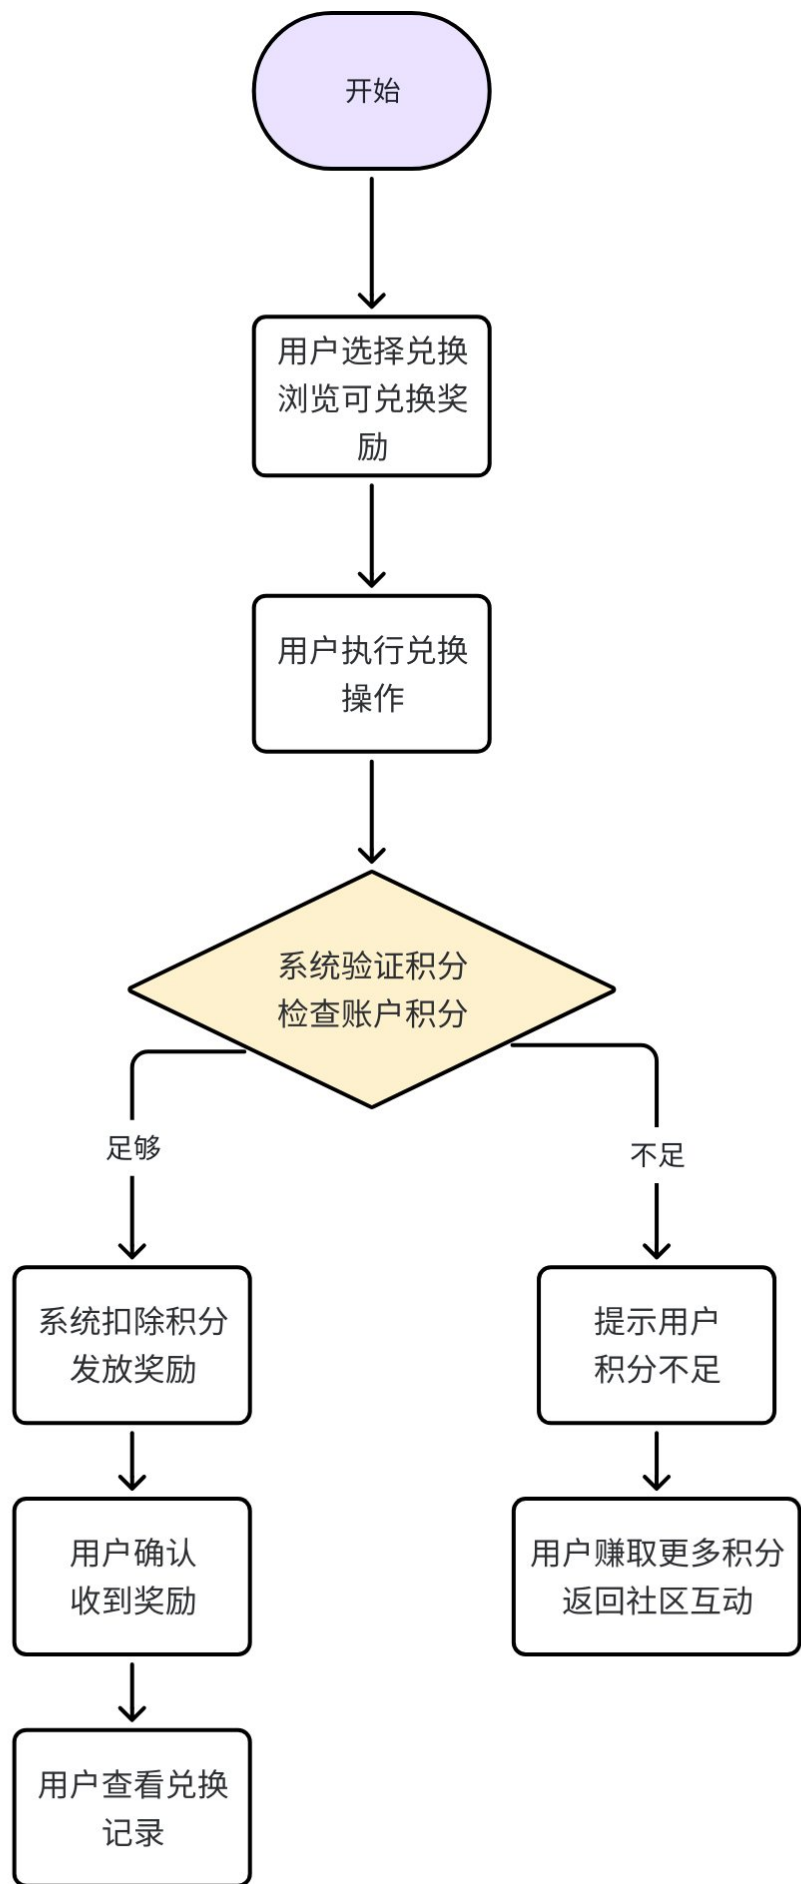 开始
用户选择兑换
浏览可兑换奖
励
用户执行兑换
操作
系统验证积分
检查账户积分
足够
不足
系统扣除积分
发放奖励
提示用户
积分不足
用户确认
收到奖励
用户赚取更多积分
返回社区互动
用户查看兑换
记录